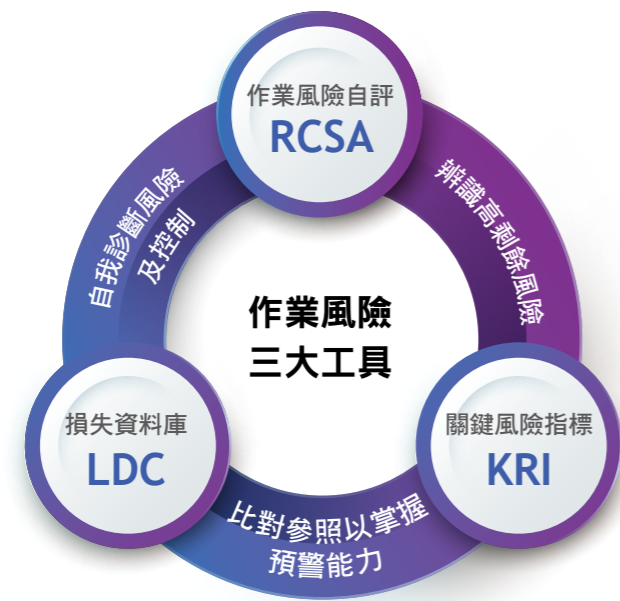 作業風險自評
RCSA
自我診斷風險
及控制
辨識高剩餘風險
作業風險
三大工具
損失資料庫
LDC
關鍵風險指標
KRI
比對參照以掌握
預警能力